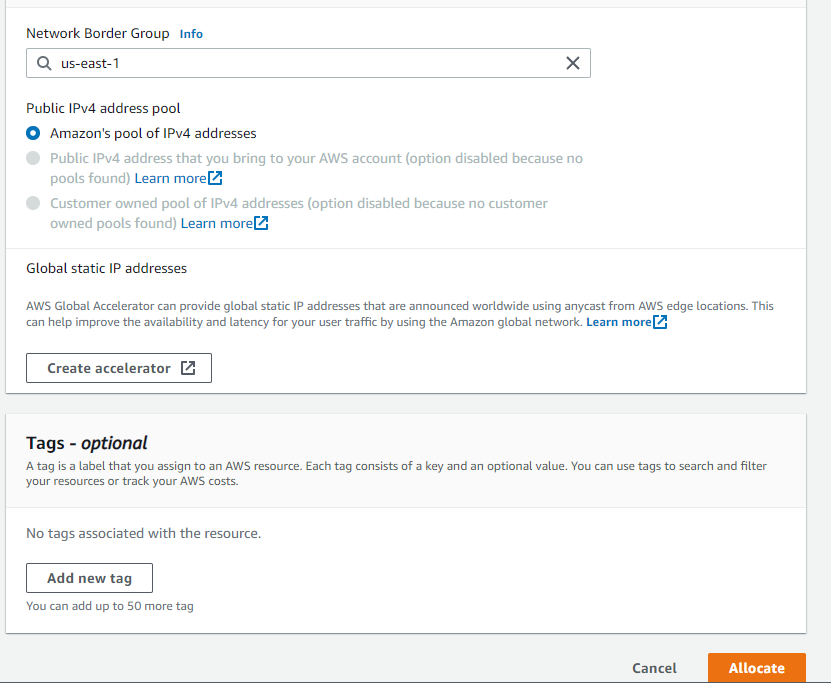 Network Border Group Info
us-east-1
Public IPv4 address pool
Amazon's pool of IPv4 addresses
Public IPv4 address that you bring to your AWS account (option disabled because no
pools found) Learn more
Customer owned pool of IPv4 addresses (option disabled because no customer
owned pools found) Learn more
Global static IP addresses
AWS Global Accelerator can provide global static IP addresses that are announced worldwide using anycast from AWS edge locations. This
can help improve the availability and latency for your user traffic by using the Amazon global network. Learn more
Create accelerator
Tags - optional
A tag is a label that you assign to an AWS resource. Each tag consists of a key and an optional value. You can use tags to search and filter
your resources or track your AWS costs.
No tags associated with the resource.
Add new tag
You can add up to 50 more tag
Cancel Allocate